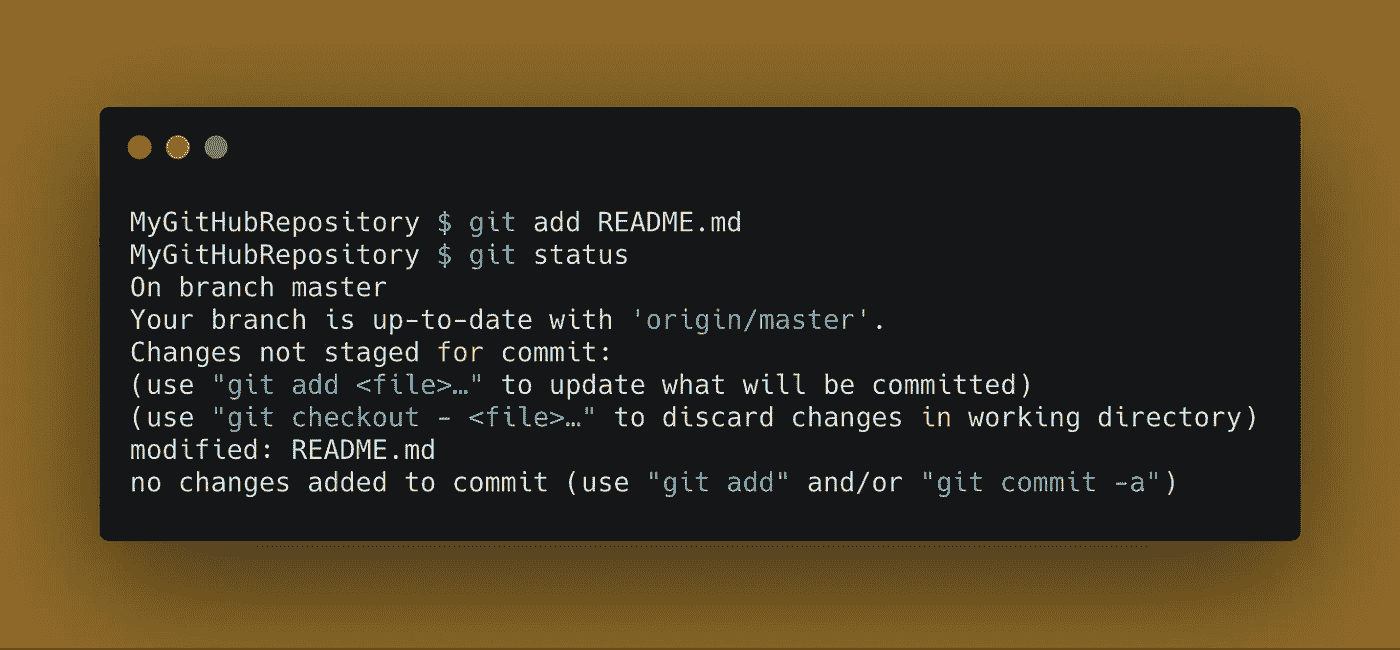 MyGitHubRepository $ git add README.md
MyGitHubRepository $ git status
On branch master
Your branch is up-to-date with 'origin/master'.
Changes not staged for commit:
(use "git add <file>…" to update what will be committed)
(use "git checkout - <file>…" to discard changes in working directory)
modified: README.md
no changes added to commit (use "git add" and/or "git commit -a")